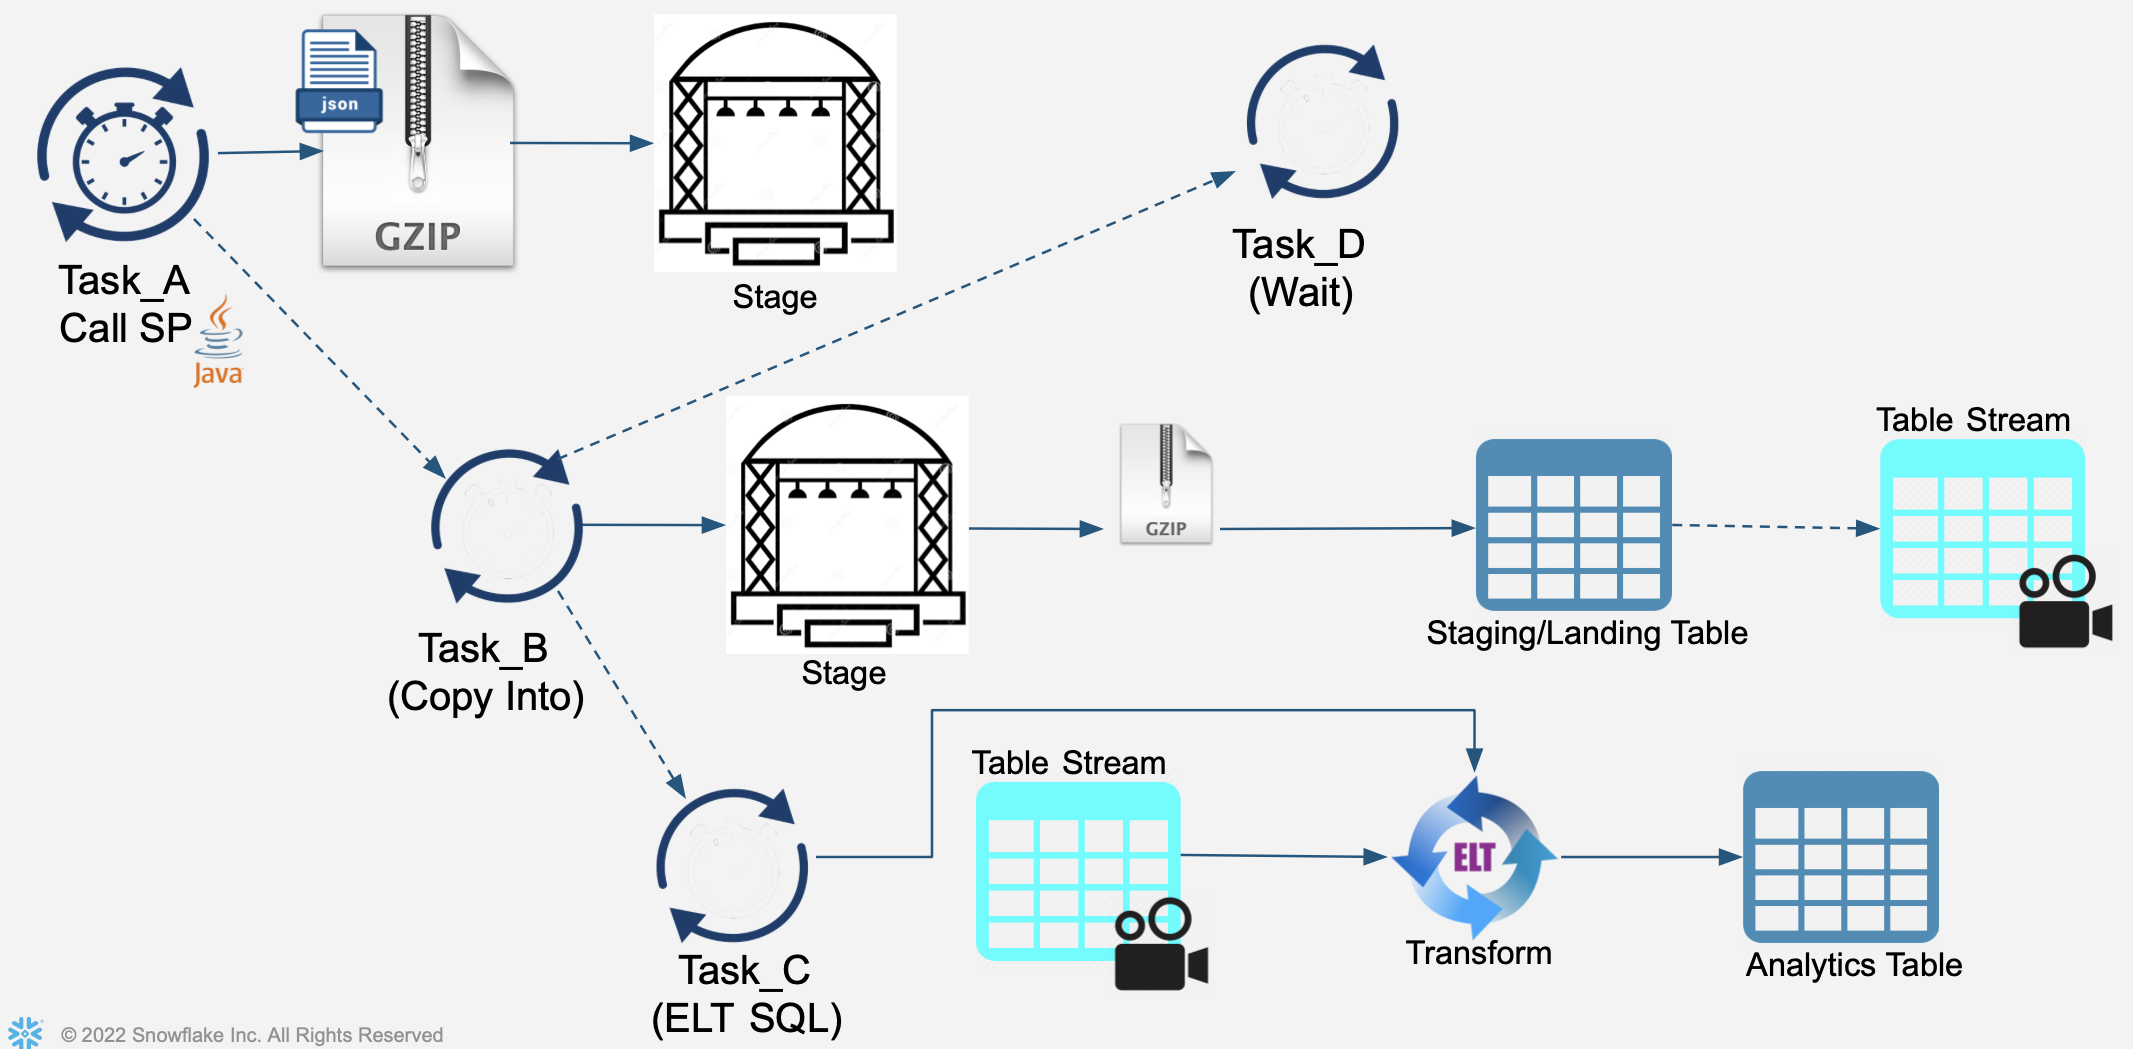 json
GZIP
Stage
Task_A
Call SP
Java
Task_D
(Wait)
Table Stream
GZIP
Staging/Landing Table
Task_B
(Copy Into)
Stage
Table Stream
ELT
Transform
Analytics Table
Task_C
(ELT SQL)
© 2022 Snowflake Inc. All Rights Reserved